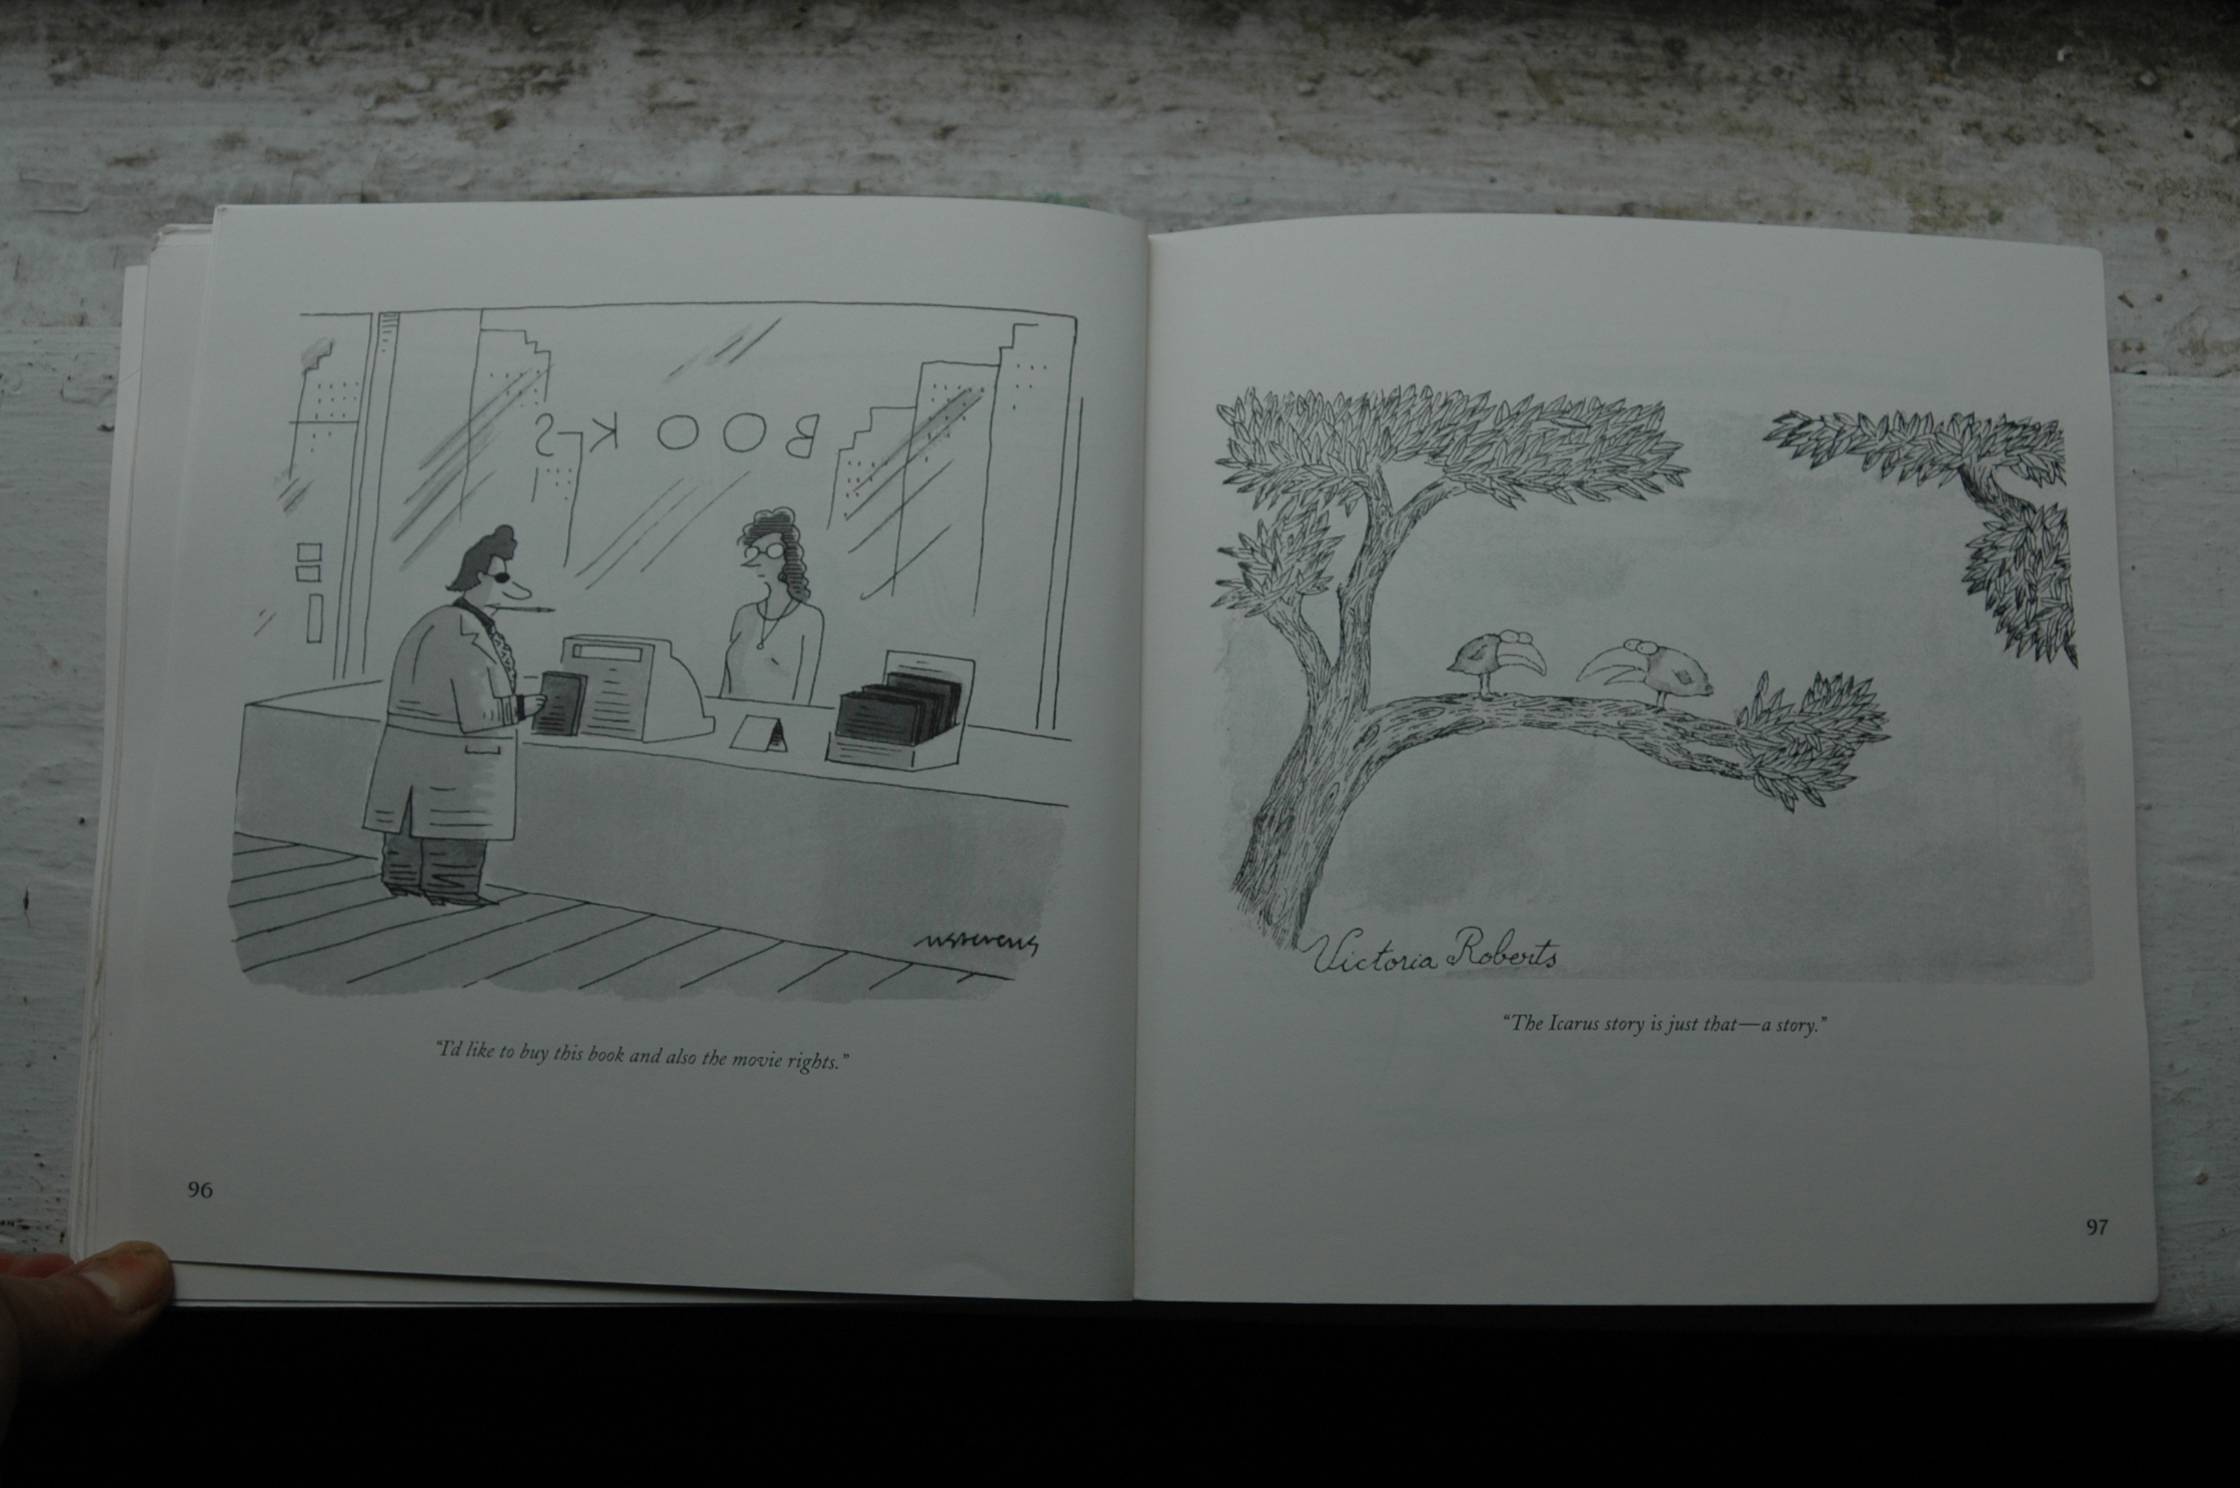 BOOKS
M Stevens
"I'd like to buy this book and also the movie rights."
96
Victoria Roberts
"The Icarus story is just that—a story."
97